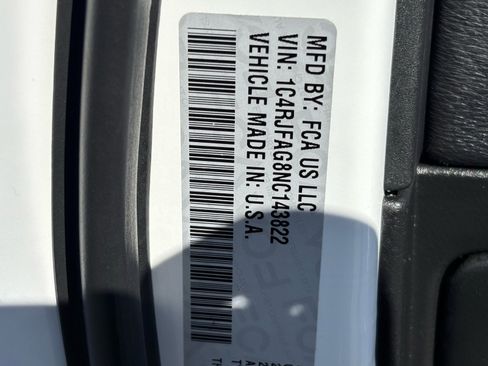 MFD BY: FCA US LLC
VIN: 1C4RJFAG8NC143822
VEHICLE MADE IN: U.S.A.